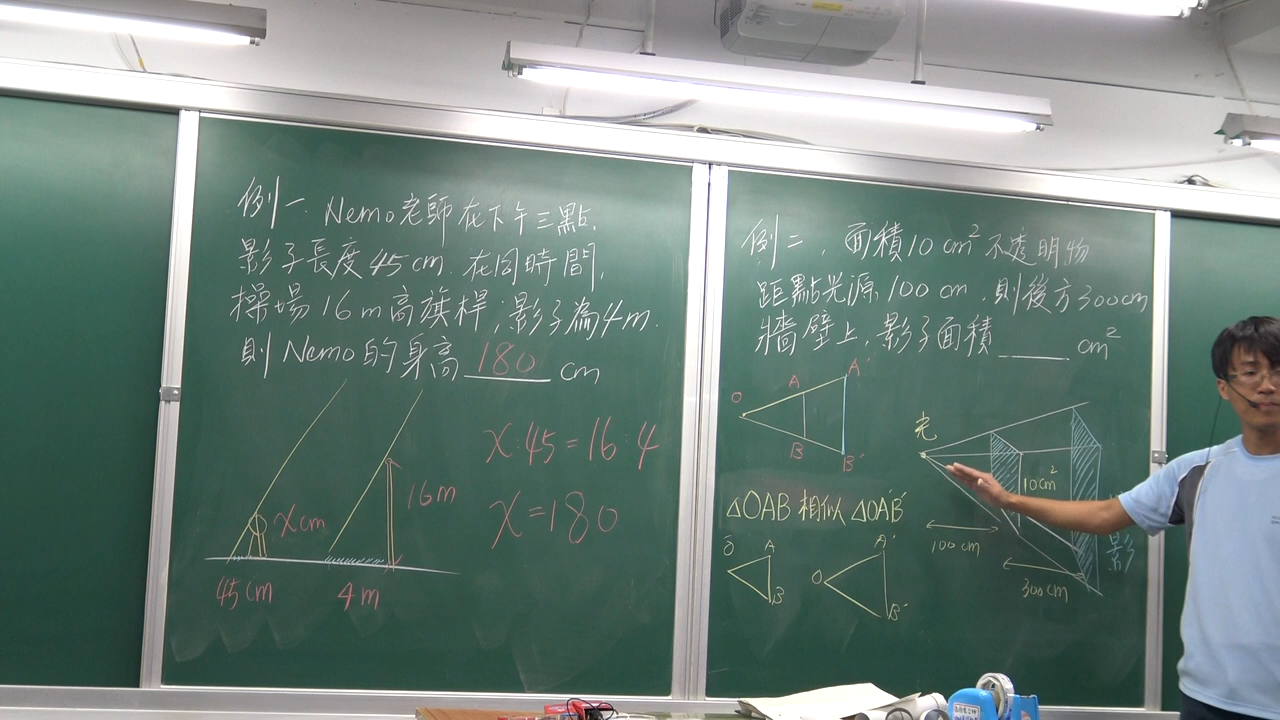 例一. Nemo老師在下午三點,
影子長度45cm. 在同時間,
操場16m高旗桿,影子為4m.
則Nemo的身高 180 cm
x:45=16:4
x=180
16m
xcm
45cm
4m
例二, 面積10cm²不透明物
距點光源100cm,則後方300cm
牆壁上,影子面積____cm²
O
A
A'
B
B'
△OAB 相似 △OA'B'
O
A
B
O
A'
B'
光
10cm²
100cm
300cm
影